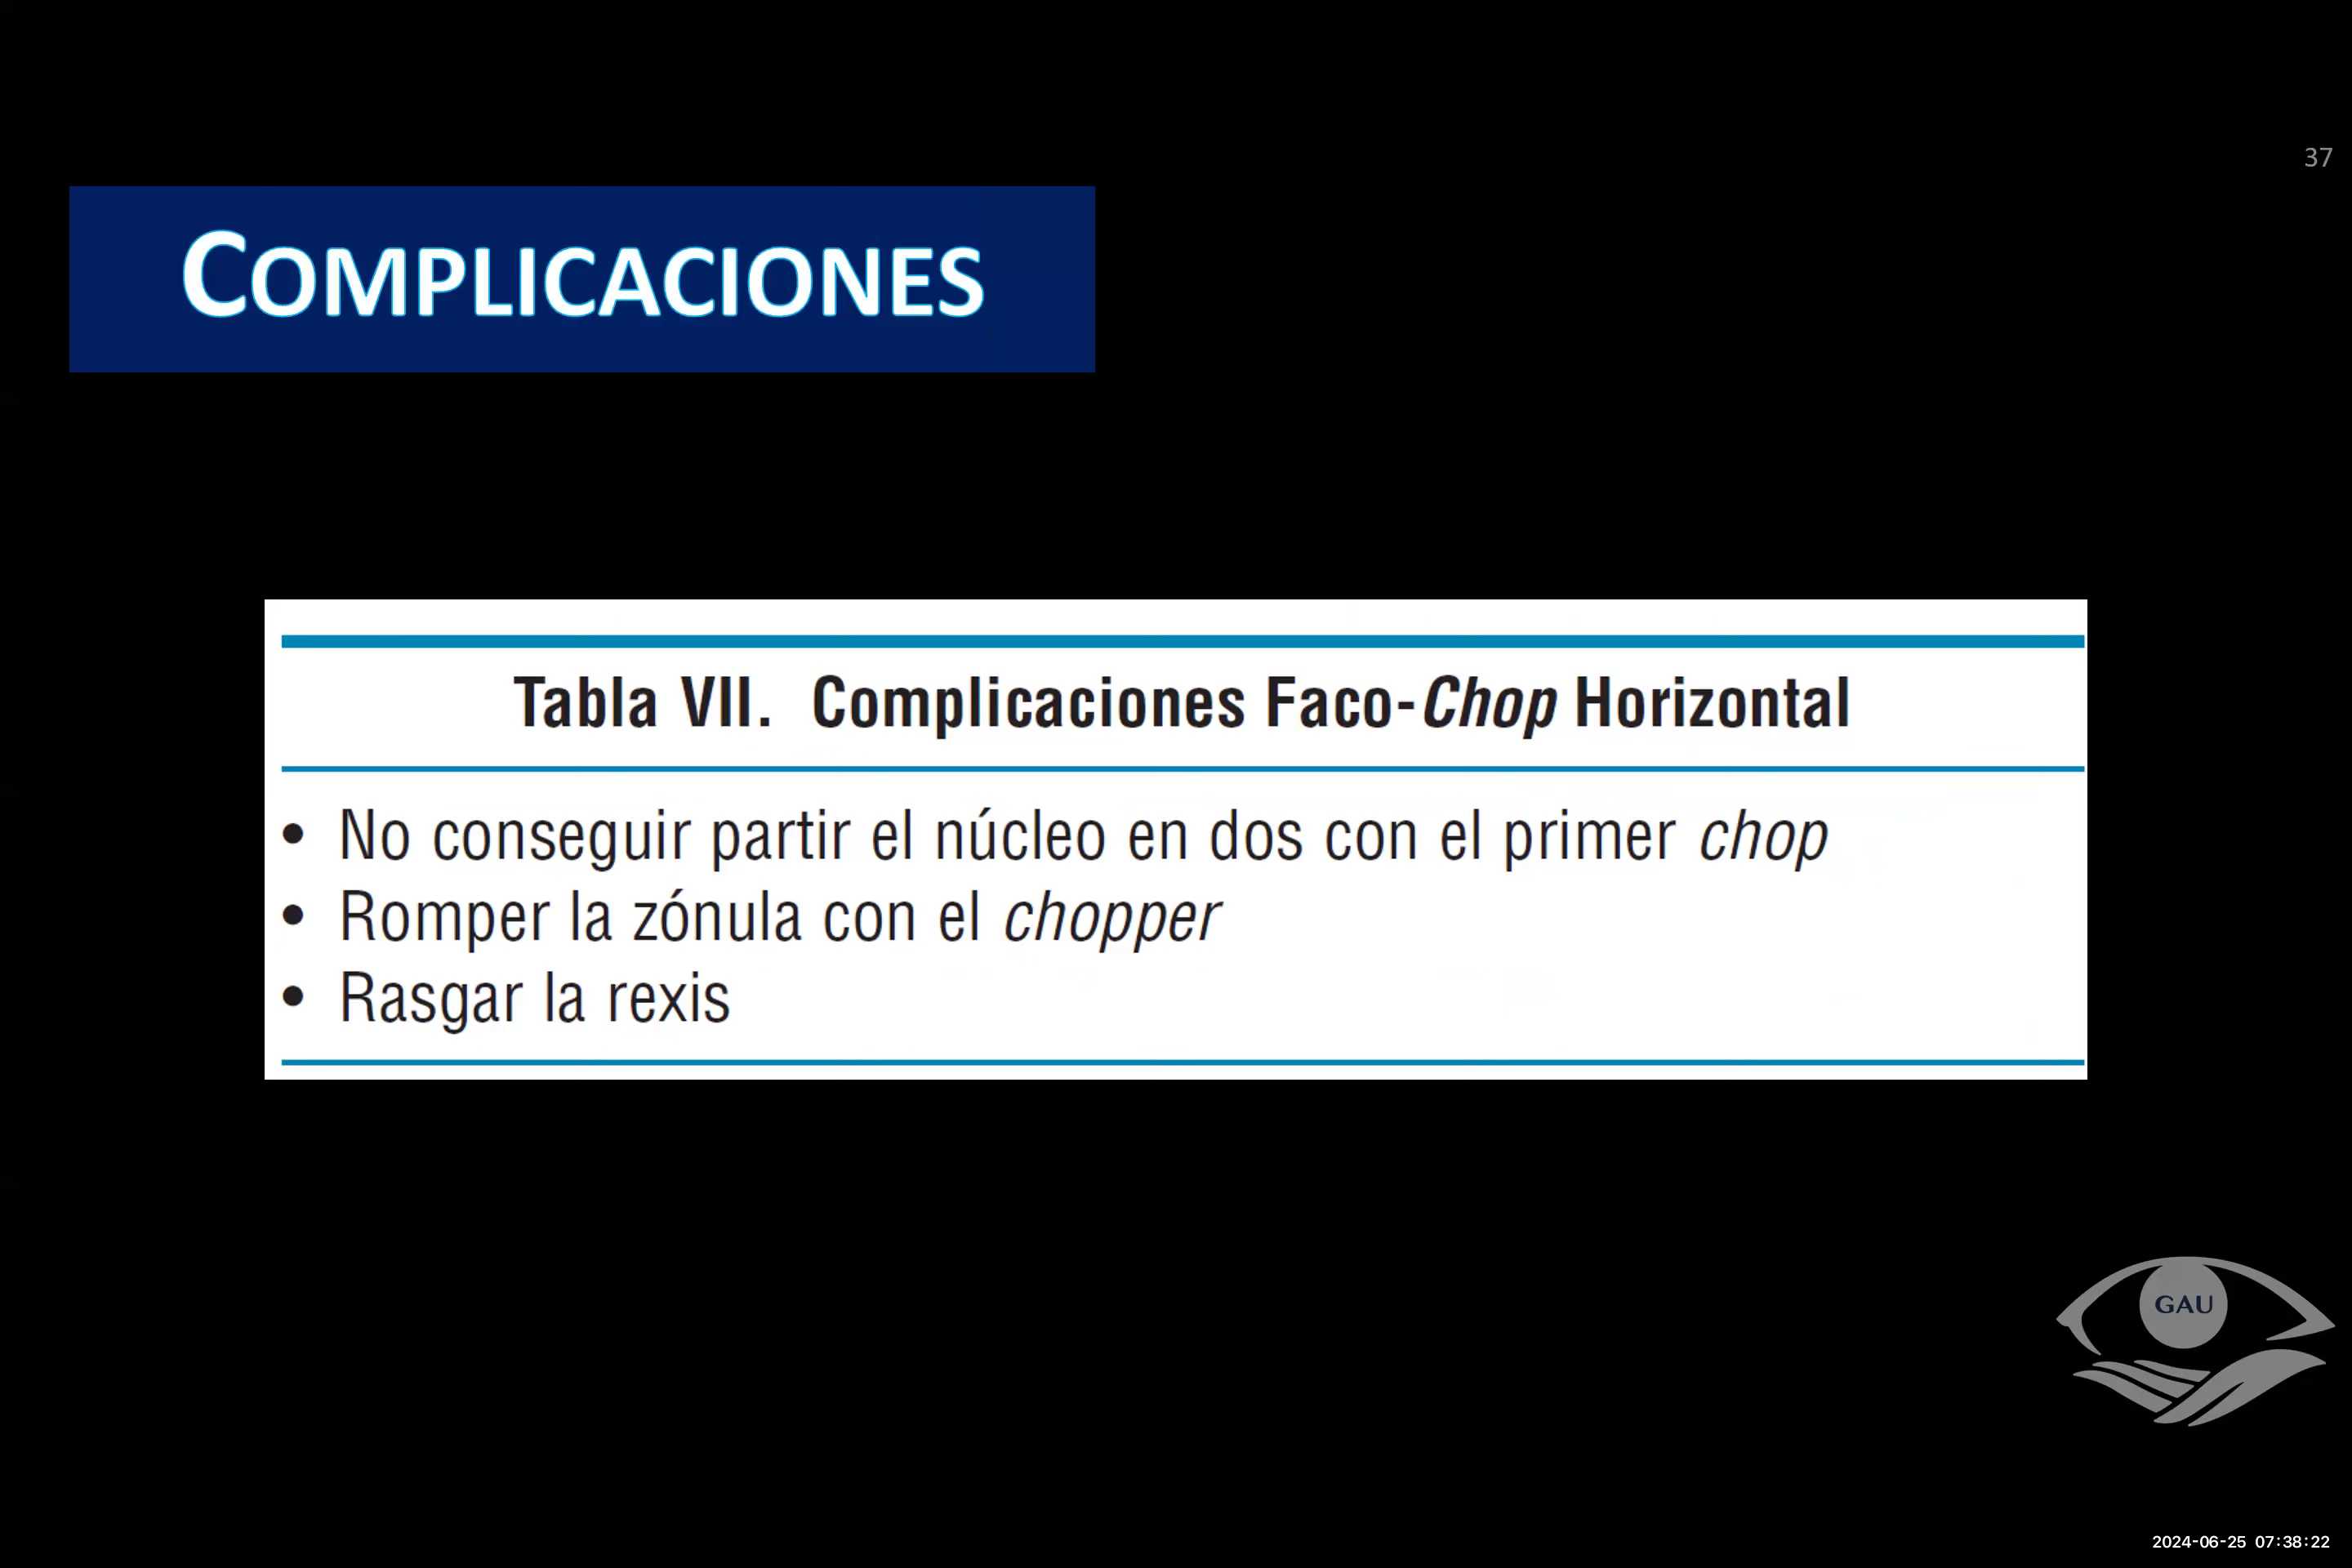 37
COMPLICACIONES
Tabla VII. Complicaciones Faco-Chop Horizontal
• No conseguir partir el núcleo en dos con el primer chop
• Romper la zónula con el chopper
• Rasgar la rexis
GAU
2024-06-25 07:38:22